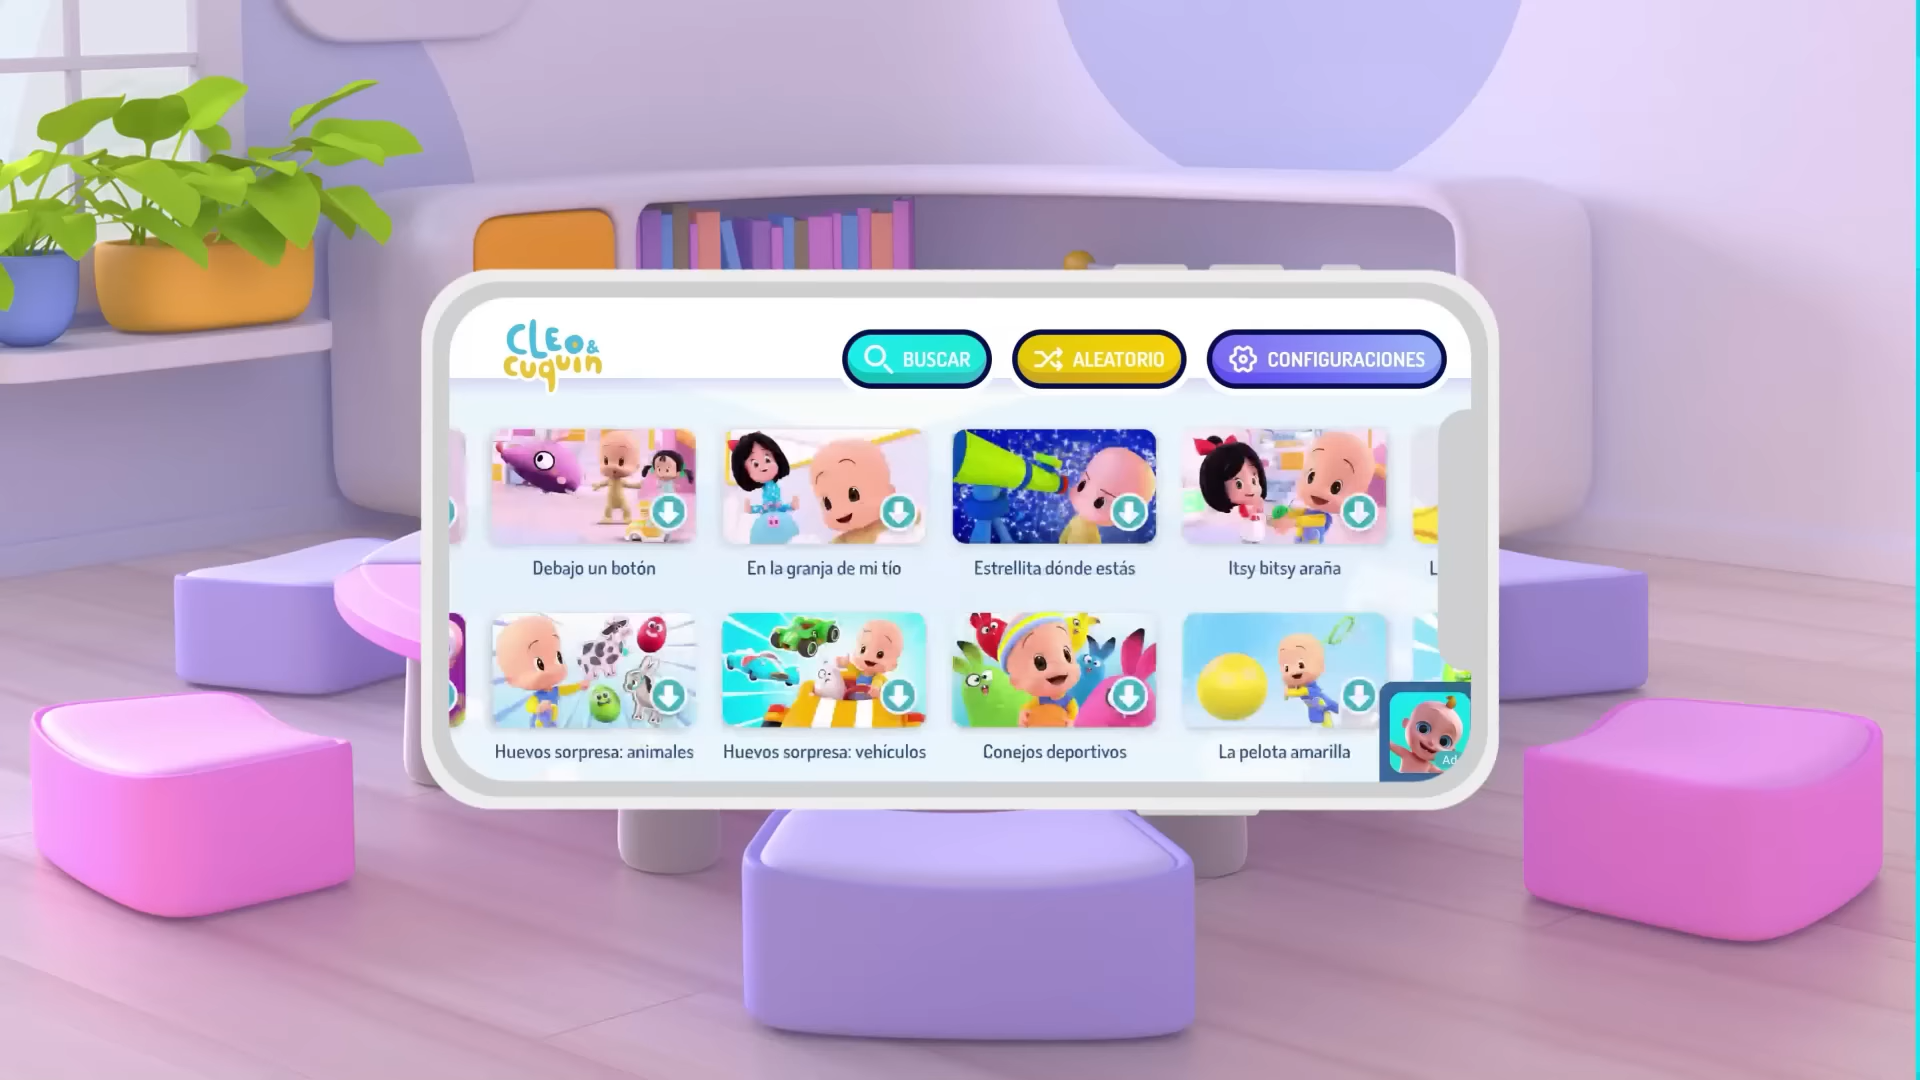 CLEO &
CUQUIN
BUSCAR
ALEATORIO
CONFIGURACIONES
Debajo un botón
En la granja de mi tío
Estrellita dónde estás
Itsy bitsy araña
L
Huevos sorpresa: animales
Huevos sorpresa: vehículos
Conejos deportivos
La pelota amarilla
Ad